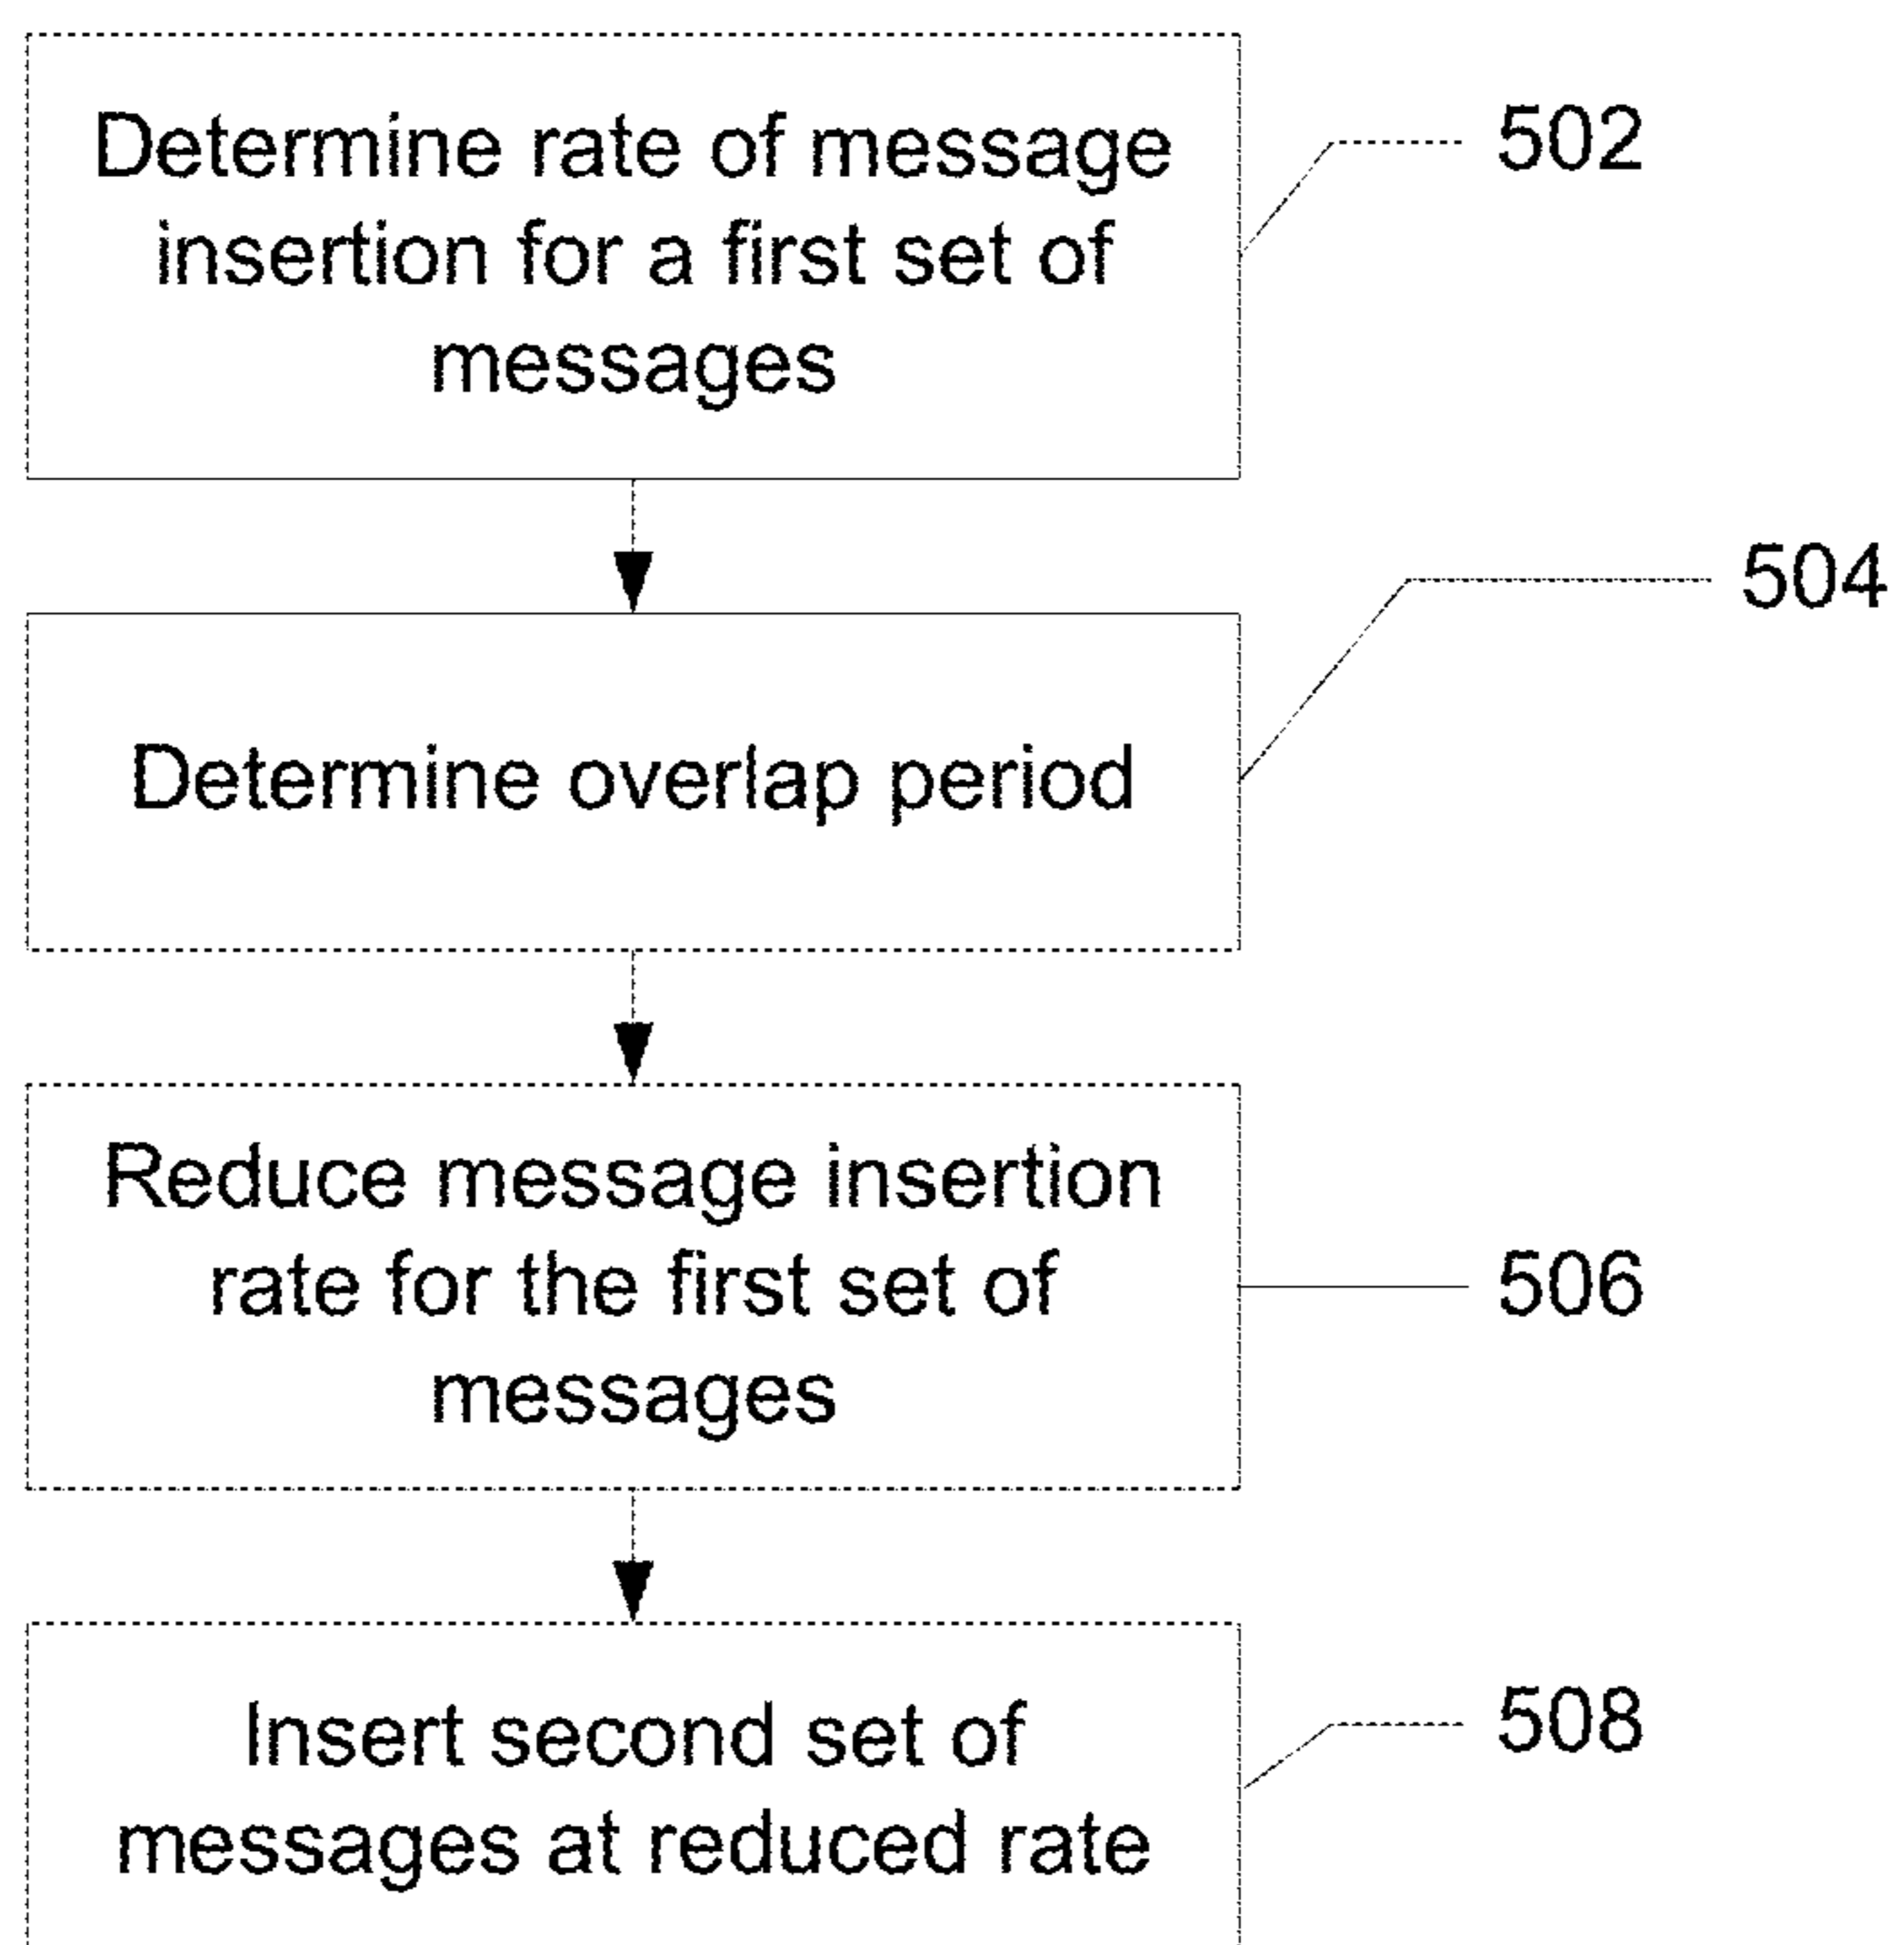 Determine rate of message
insertion for a first set of
messages
502
504
Determine overlap period
Reduce message insertion
rate for the first set of
messages
506
Insert second set of
messages at reduced rate
508